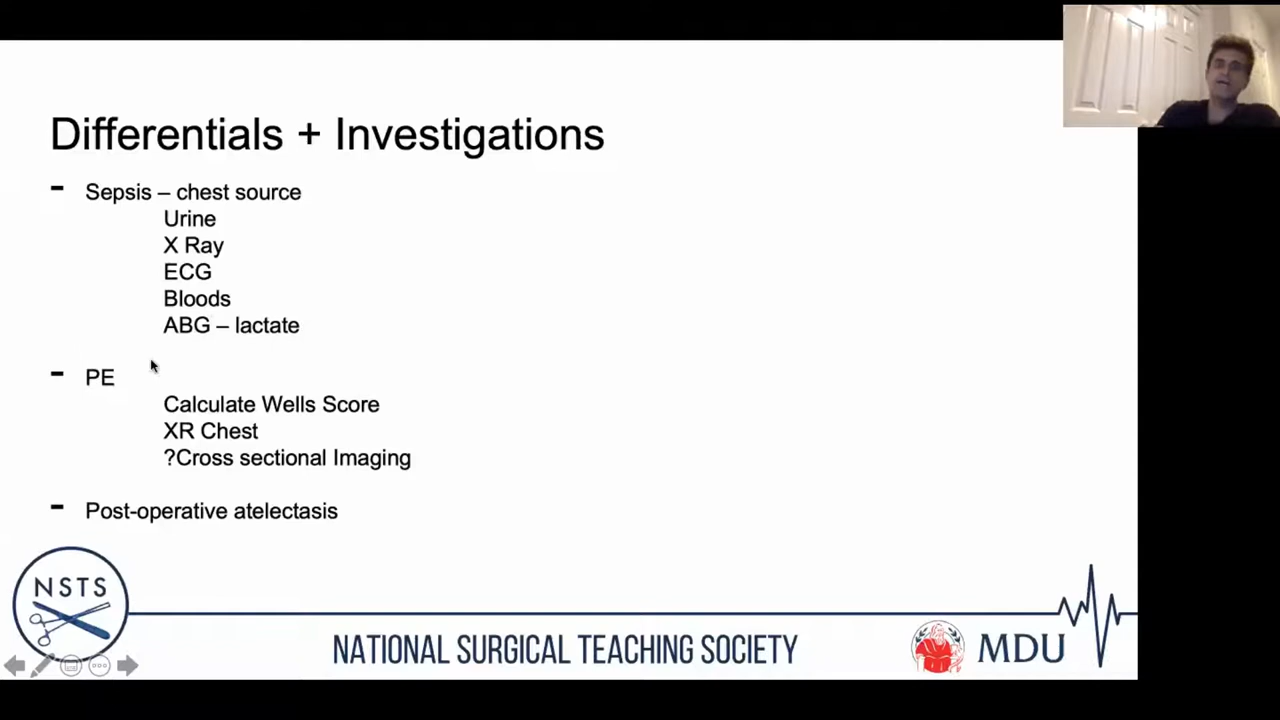 Differentials + Investigations
- Sepsis – chest source
Urine
X Ray
ECG
Bloods
ABG – lactate
- PE
Calculate Wells Score
XR Chest
?Cross sectional Imaging
- Post-operative atelectasis
NSTS
NATIONAL SURGICAL TEACHING SOCIETY
MDU